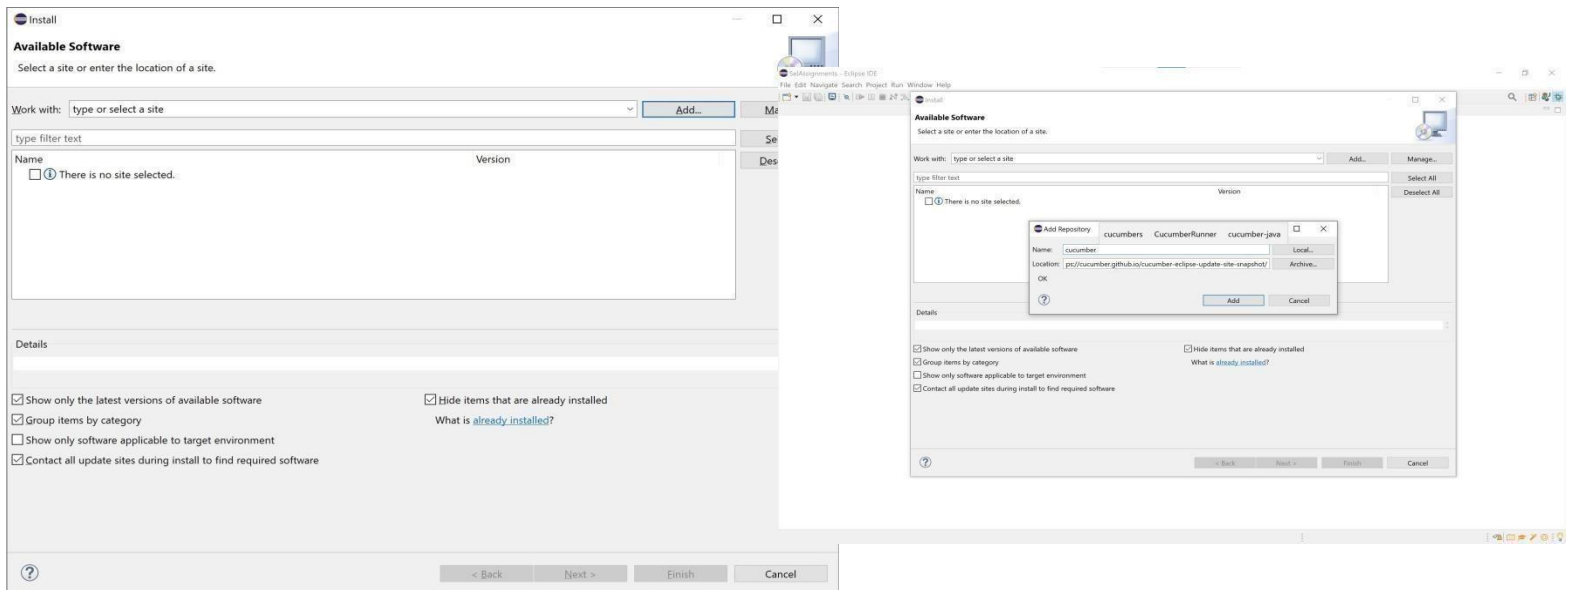 Install
Available Software
Select a site or enter the location of a site.
Work with: type or select a site Add... Ma
type filter text Se
Name Version Des
There is no site selected.
Details
Show only the latest versions of available software Hide items that are already installed
Group items by category What is already installed?
Show only software applicable to target environment
Contact all update sites during install to find required software
< Back Next > Finish Cancel
SelAssignments - Eclipse IDE
File Edit Navigate Search Project Run Window Help
Install
Available Software
Select a site or enter the location of a site.
Work with: type or select a site Add... Manage...
type filter text Select All
Name Version Deselect All
There is no site selected.
Add Repository cucumbers CucumberRunner cucumber-java
Name: cucumber Local...
Location: ps://cucumber.github.io/cucumber-eclipse-update-site-snapshot/ Archive...
OK
Add Cancel
Details
Show only the latest versions of available software Hide items that are already installed
Group items by category What is already installed?
Show only software applicable to target environment
Contact all update sites during install to find required software
< Back Next > Finish Cancel